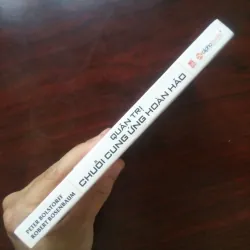 PETER BOLSTORFF
ROBERT ROSENBAUM
QUẢN TRỊ
CHUỖI CUNG ỨNG HOÀN HẢO